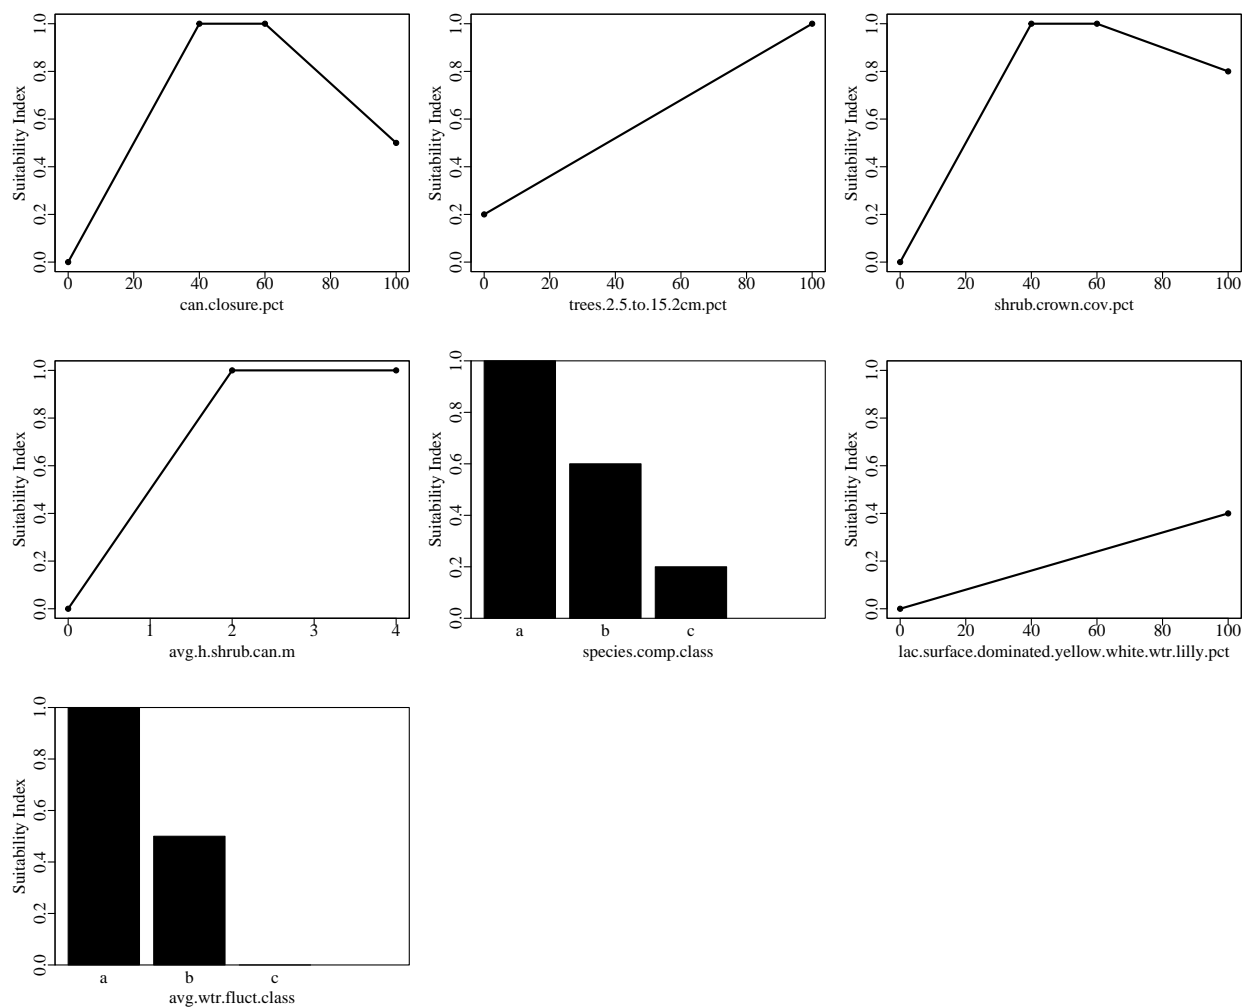 Suitability Index
0.0 0.2 0.4 0.6 0.8 1.0
0 20 40 60 80 100
can.closure.pct
Suitability Index
0.0 0.2 0.4 0.6 0.8 1.0
0 20 40 60 80 100
trees.2.5.to.15.2cm.pct
Suitability Index
0.0 0.2 0.4 0.6 0.8 1.0
0 20 40 60 80 100
shrub.crown.cov.pct
Suitability Index
0.0 0.2 0.4 0.6 0.8 1.0
0 1 2 3 4
avg.h.shrub.can.m
Suitability Index
0.0 0.2 0.4 0.6 0.8 1.0
a b c
species.comp.class
Suitability Index
0.0 0.2 0.4 0.6 0.8 1.0
0 20 40 60 80 100
lac.surface.dominated.yellow.white.wtr.lilly.pct
Suitability Index
0.0 0.2 0.4 0.6 0.8 1.0
a b c
avg.wtr.fluct.class